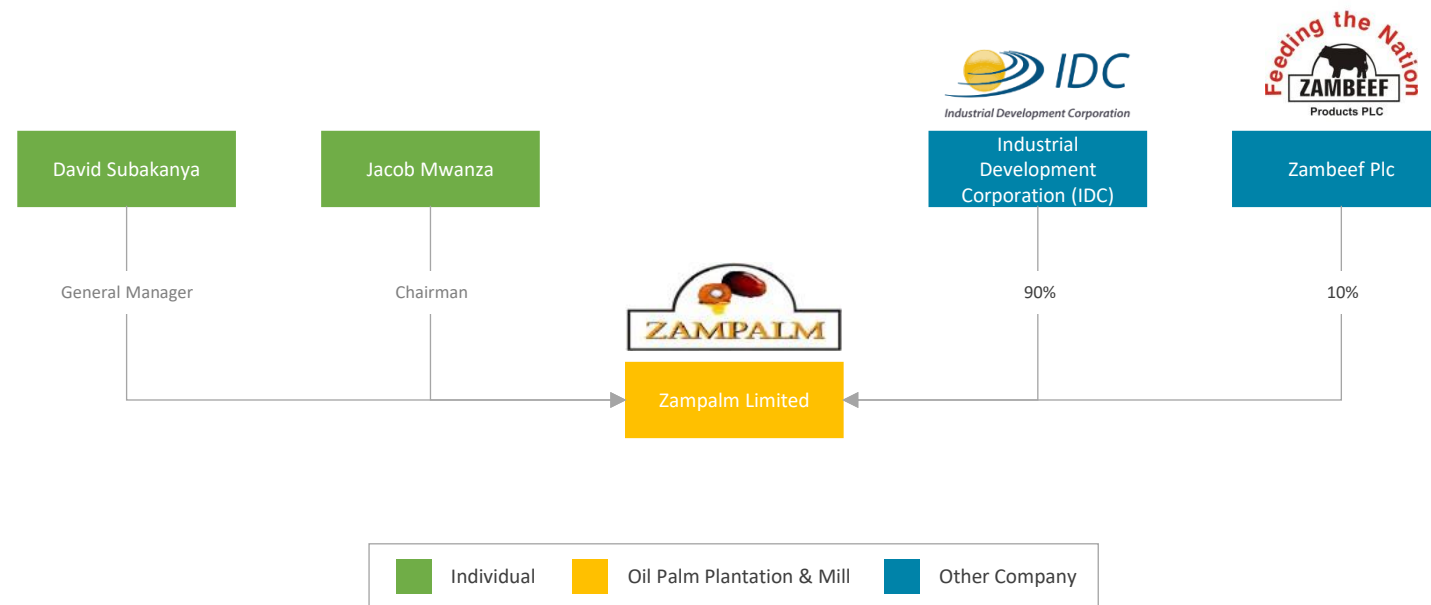 Feeding the Nation
IDC
ZAMBEEF
Industrial Development Corporation
Products PLC
David Subakanya
Jacob Mwanza
Industrial
Development
Corporation (IDC)
Zambeef Plc
General Manager
Chairman
90%
10%
ZAMPALM
Zampalm Limited
Individual
Oil Palm Plantation & Mill
Other Company